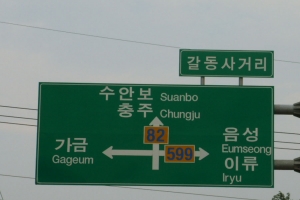 갈동사거리
수안보 Suanbo
충주 Chungju
82
599
가금
Gageum
음성
Eumseong
이류
Iryu